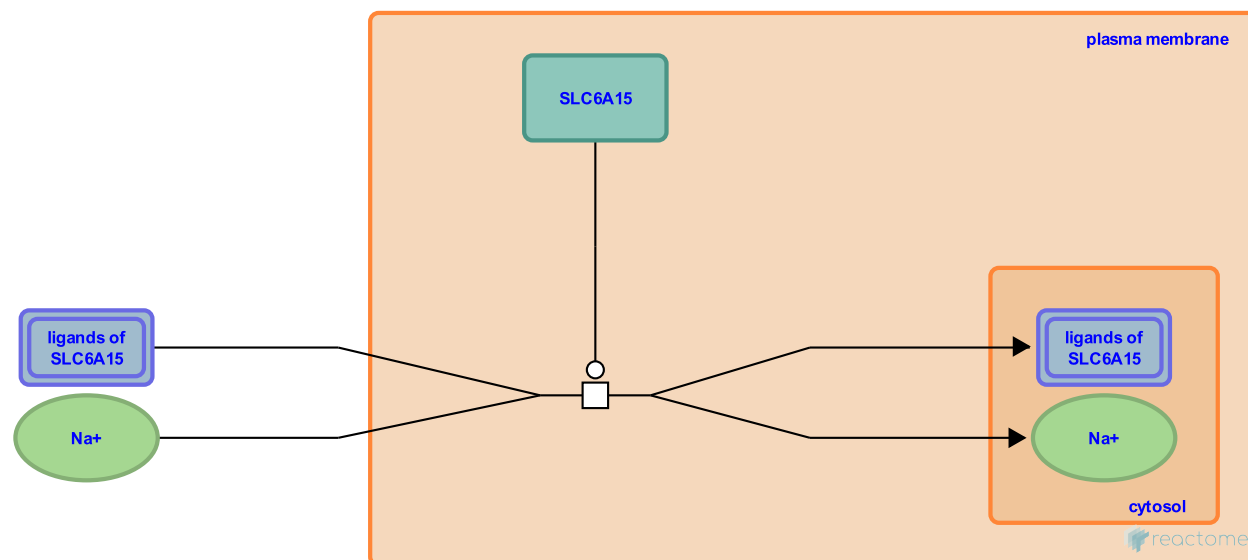 plasma membrane
SLC6A15
ligands of
SLC6A15
ligands of
SLC6A15
Na+
Na+
cytosol
reactome